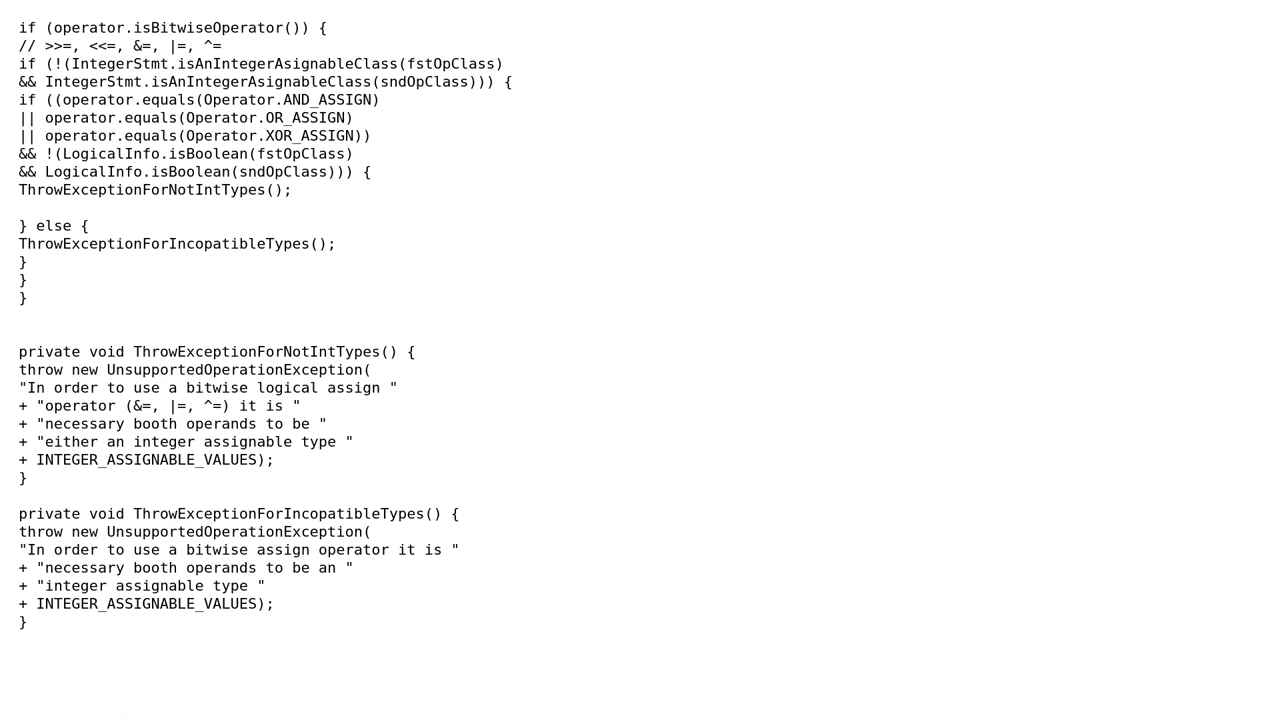 if (operator.isBitwiseOperator()) {
// >>=, <<=, &=, |=, ^=
if (!(IntegerStmt.isAnIntegerAsignableClass(fstOpClass)
&& IntegerStmt.isAnIntegerAsignableClass(sndOpClass))) {
if ((operator.equals(Operator.AND_ASSIGN)
|| operator.equals(Operator.OR_ASSIGN)
|| operator.equals(Operator.XOR_ASSIGN))
&& !(LogicalInfo.isBoolean(fstOpClass)
&& LogicalInfo.isBoolean(sndOpClass))) {
ThrowExceptionForNotIntTypes();

} else {
ThrowExceptionForIncopatibleTypes();
}
}
}


private void ThrowExceptionForNotIntTypes() {
throw new UnsupportedOperationException(
"In order to use a bitwise logical assign "
+ "operator (&=, |=, ^=) it is "
+ "necessary booth operands to be "
+ "either an integer assignable type "
+ INTEGER_ASSIGNABLE_VALUES);
}

private void ThrowExceptionForIncopatibleTypes() {
throw new UnsupportedOperationException(
"In order to use a bitwise assign operator it is "
+ "necessary booth operands to be an "
+ "integer assignable type "
+ INTEGER_ASSIGNABLE_VALUES);
}